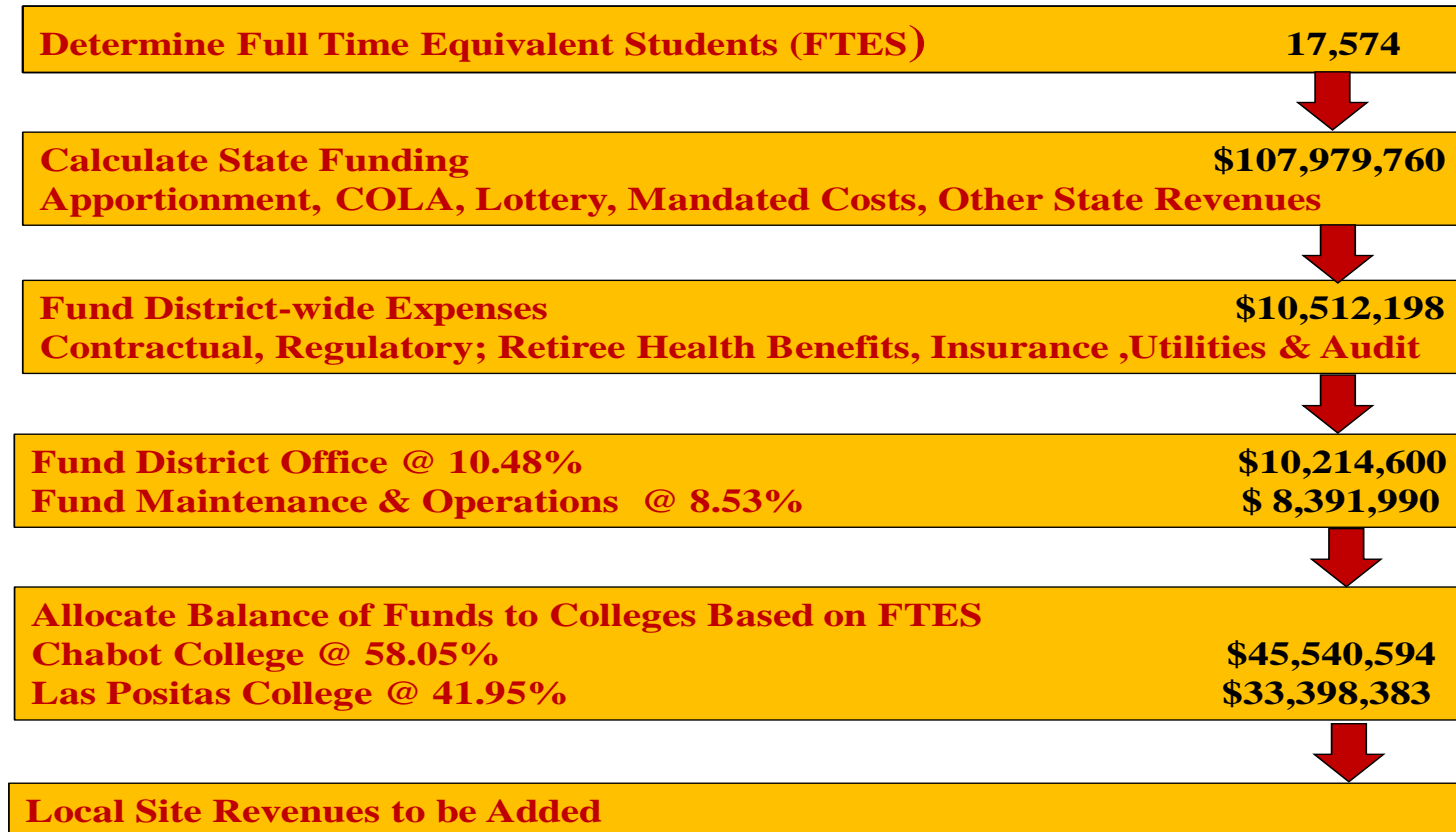 Determine Full Time Equivalent Students (FTES) 17,574
Calculate State Funding $107,979,760
Apportionment, COLA, Lottery, Mandated Costs, Other State Revenues
Fund District-wide Expenses $10,512,198
Contractual, Regulatory; Retiree Health Benefits, Insurance ,Utilities & Audit
Fund District Office @ 10.48% $10,214,600
Fund Maintenance & Operations @ 8.53% $ 8,391,990
Allocate Balance of Funds to Colleges Based on FTES
Chabot College @ 58.05% $45,540,594
Las Positas College @ 41.95% $33,398,383
Local Site Revenues to be Added